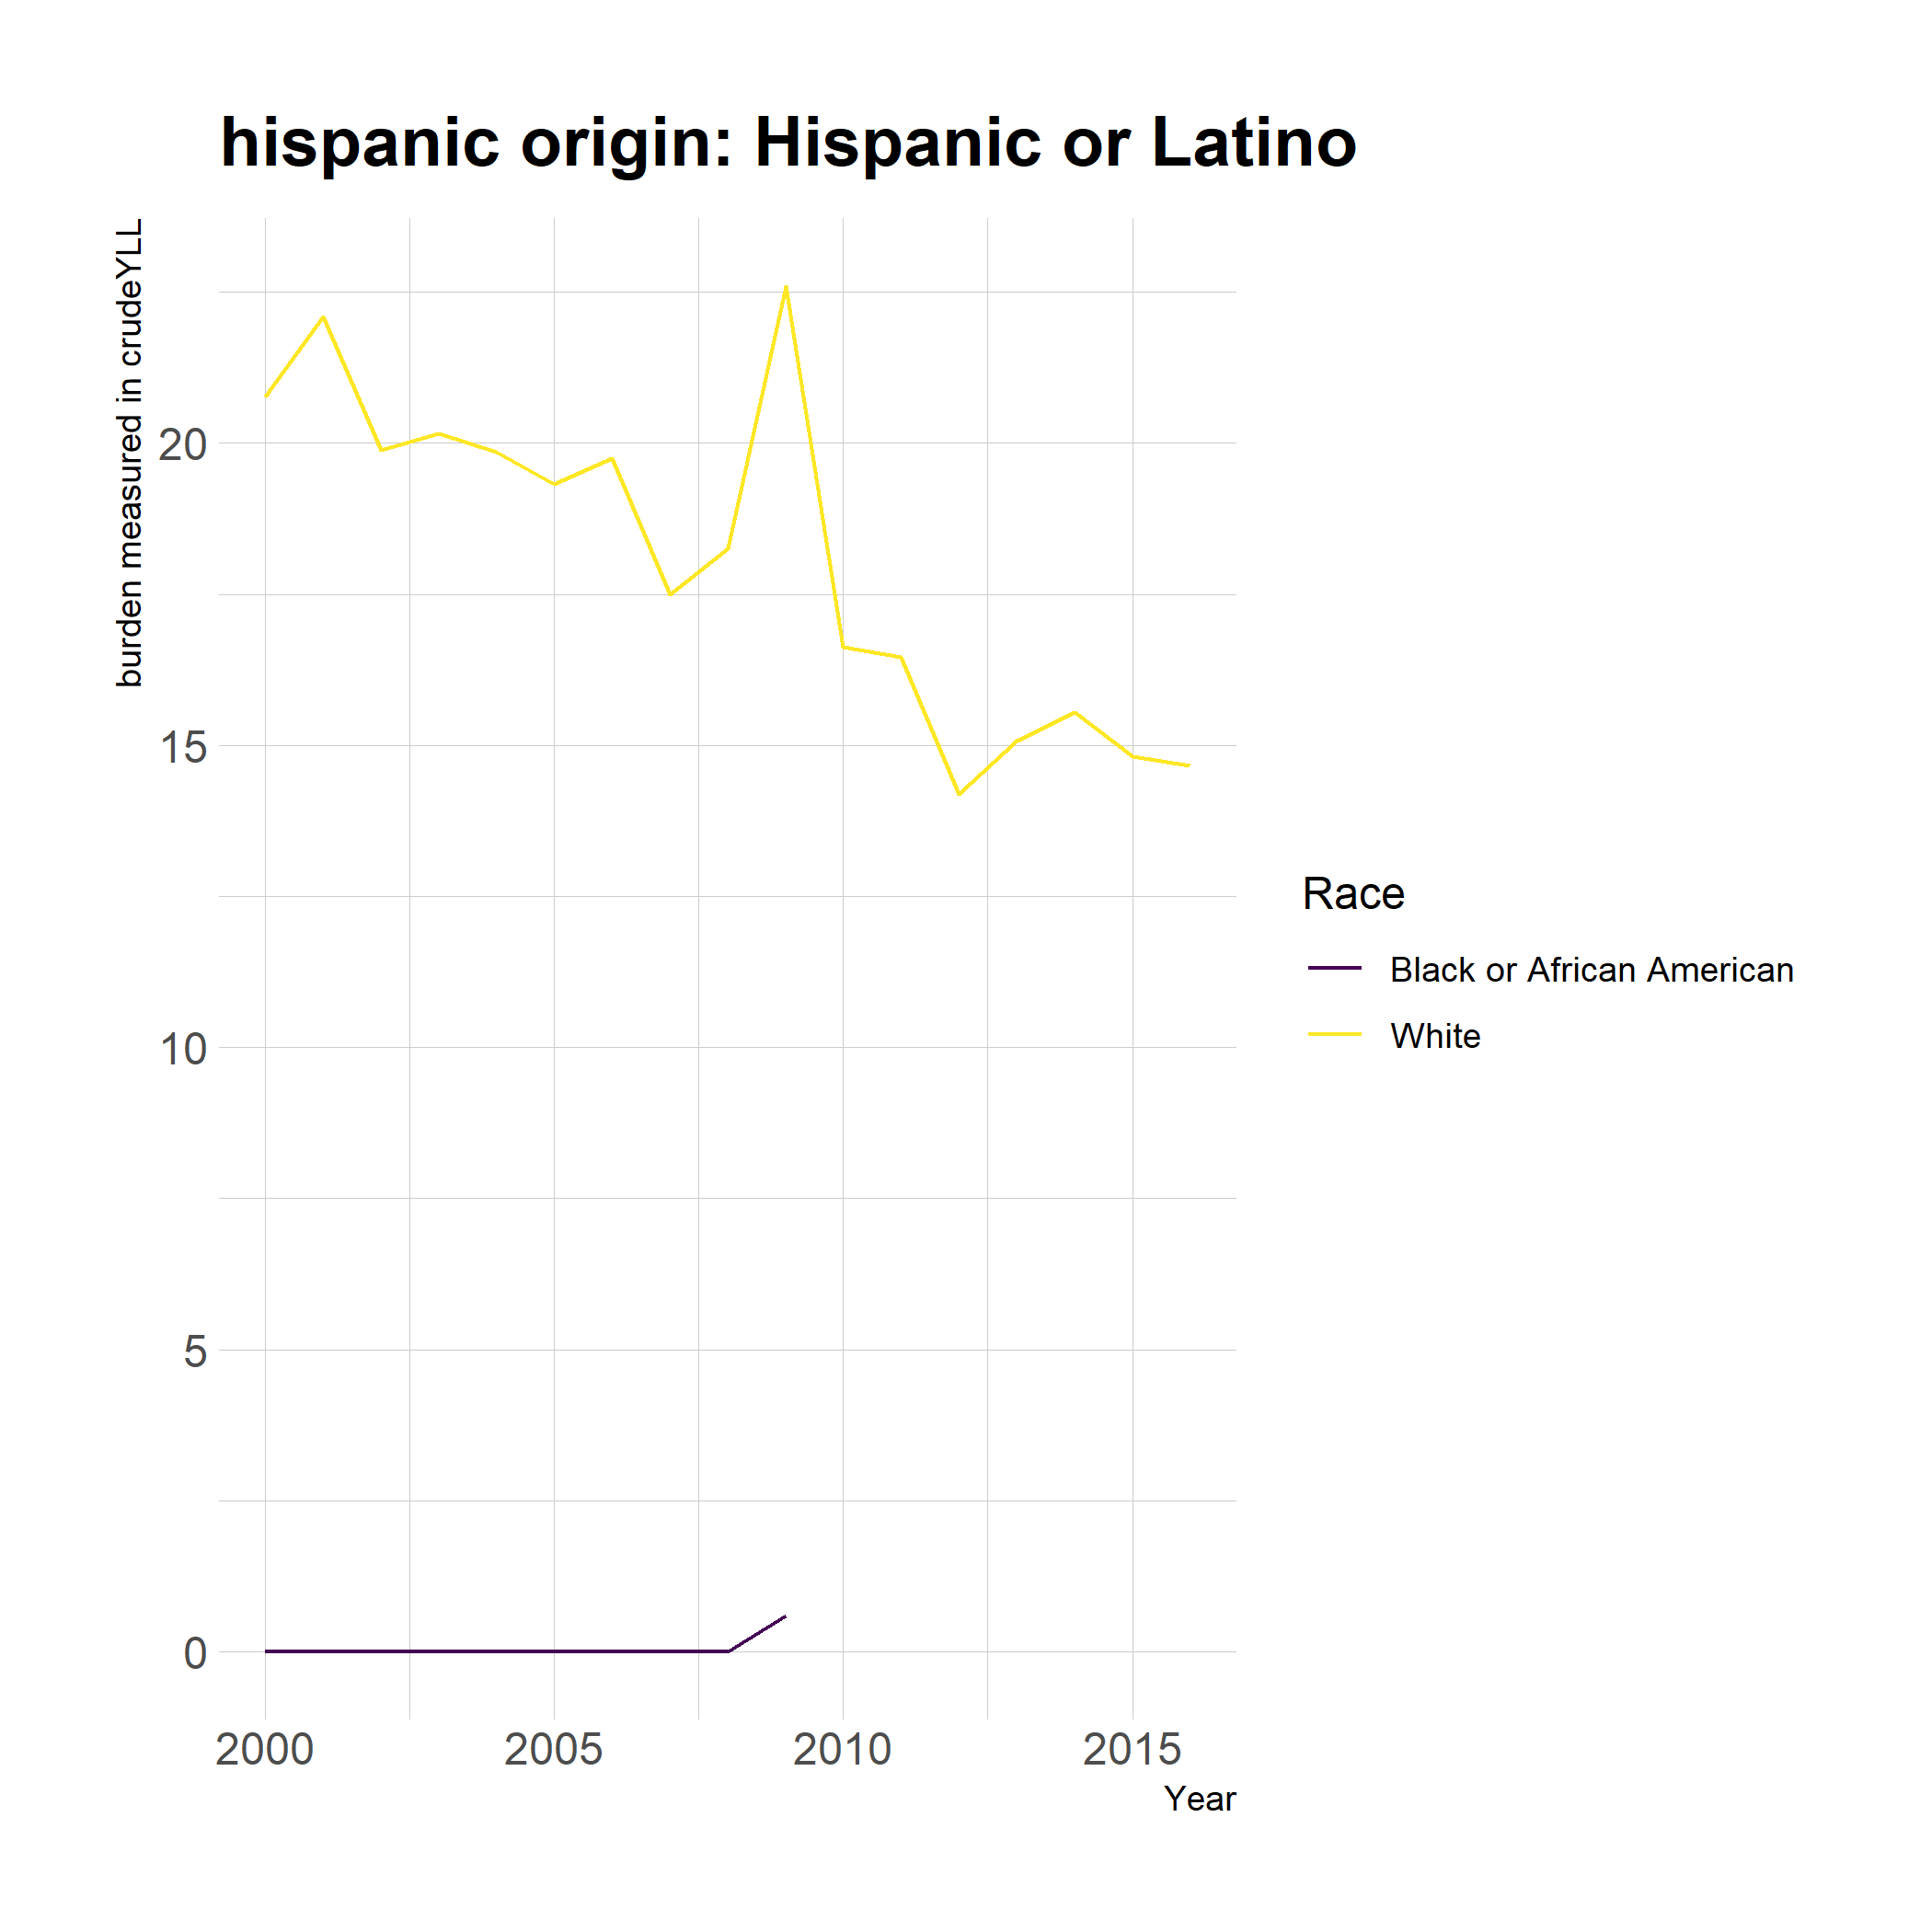 hispanic origin: Hispanic or Latino
burden measured in crudeYLL
20
15
10
5
0
2000 2005 2010 2015
Year
Race
Black or African American
White